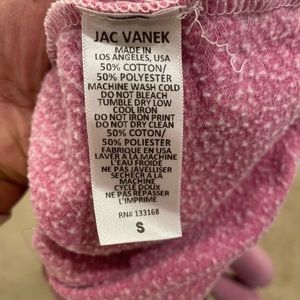 JAC VANEK
MADE IN
LOS ANGELES, USA
50% COTTON/
50% POLYESTER
MACHINE WASH COLD
DO NOT BLEACH
TUMBLE DRY LOW
COOL IRON
DO NOT IRON PRINT
DO NOT DRY CLEAN
50% COTON/
50% POLIESTER
FABRIQUE EN USA
LAVER A LA MACHINE
L'EAU FROIDE
NE PAS JAVELLISER
SECHER A LA
MACHINE
CYCLE DOUX
NE PAS REPASSER
L'IMPRIME
RN# 133168
S